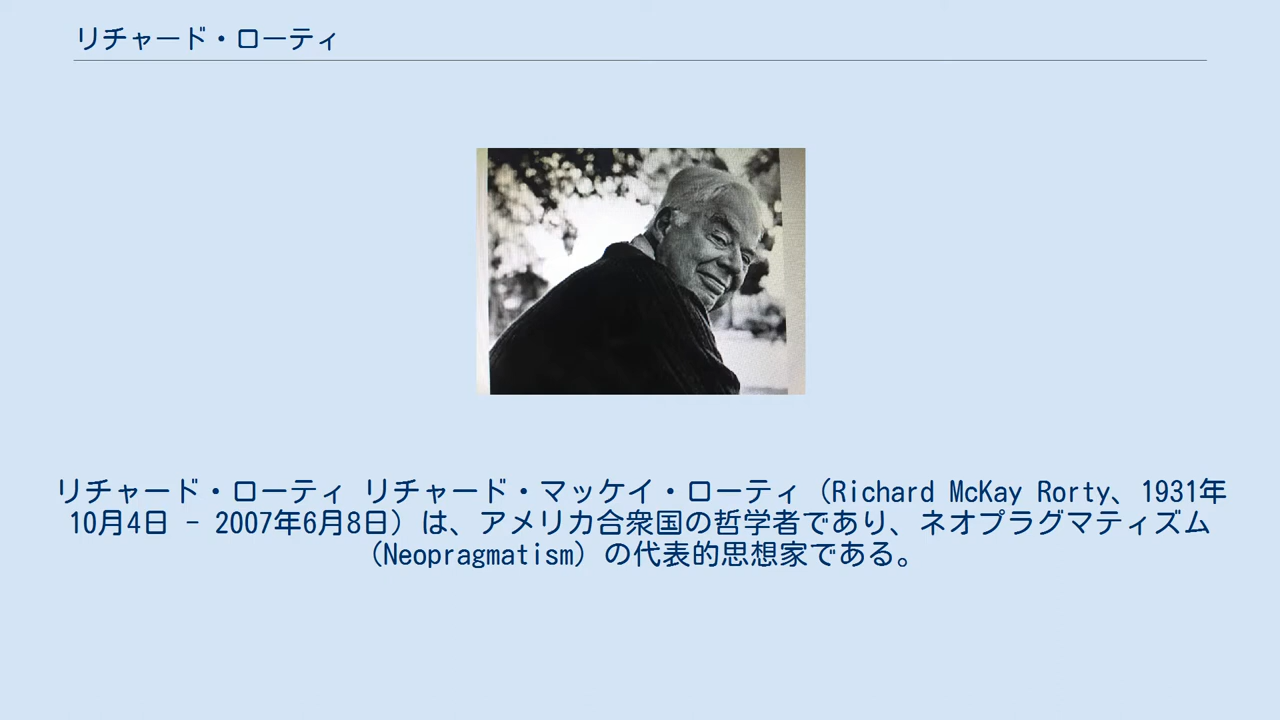 リチャード・ローティ
リチャード・ローティ リチャード・マッケイ・ローティ（Richard McKay Rorty、1931年
10月4日 - 2007年6月8日）は、アメリカ合衆国の哲学者であり、ネオプラグマティズム
（Neopragmatism）の代表的思想家である。